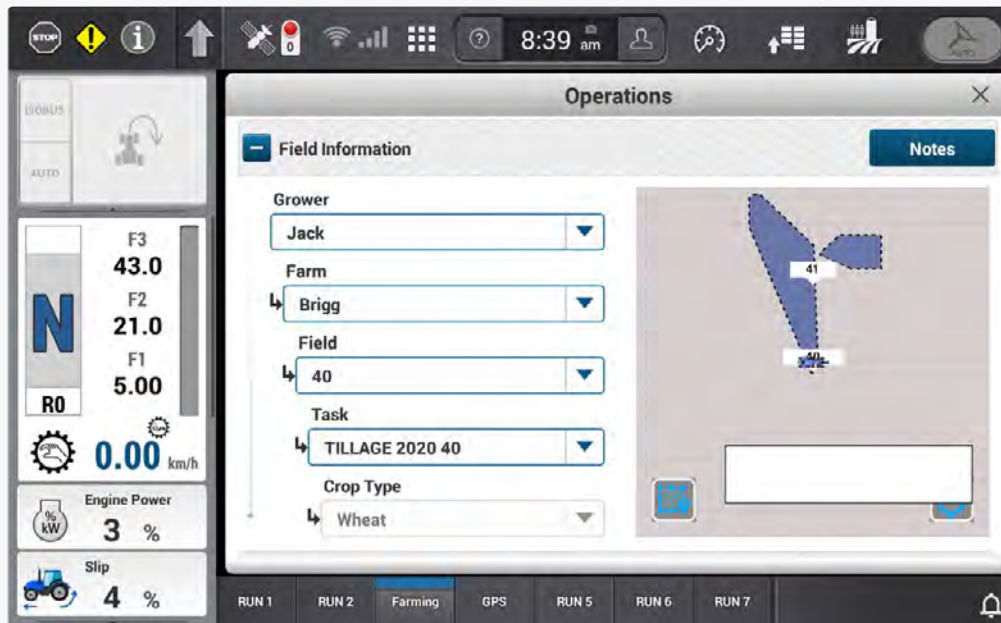 STOP
0
?
8:39 am
AUTO
ISOBUS
AUTO
Operations
Field Information
Notes
Grower
Jack
Farm
Brigg
Field
40
Task
TILLAGE 2020 40
Crop Type
Wheat
41
40
F3
43.0
F2
21.0
F1
5.00
N
R0
0.00 km/h
Engine Power
% kW
3 %
Slip
4 %
RUN 1
RUN 2
Farming
GPS
RUN 5
RUN 6
RUN 7